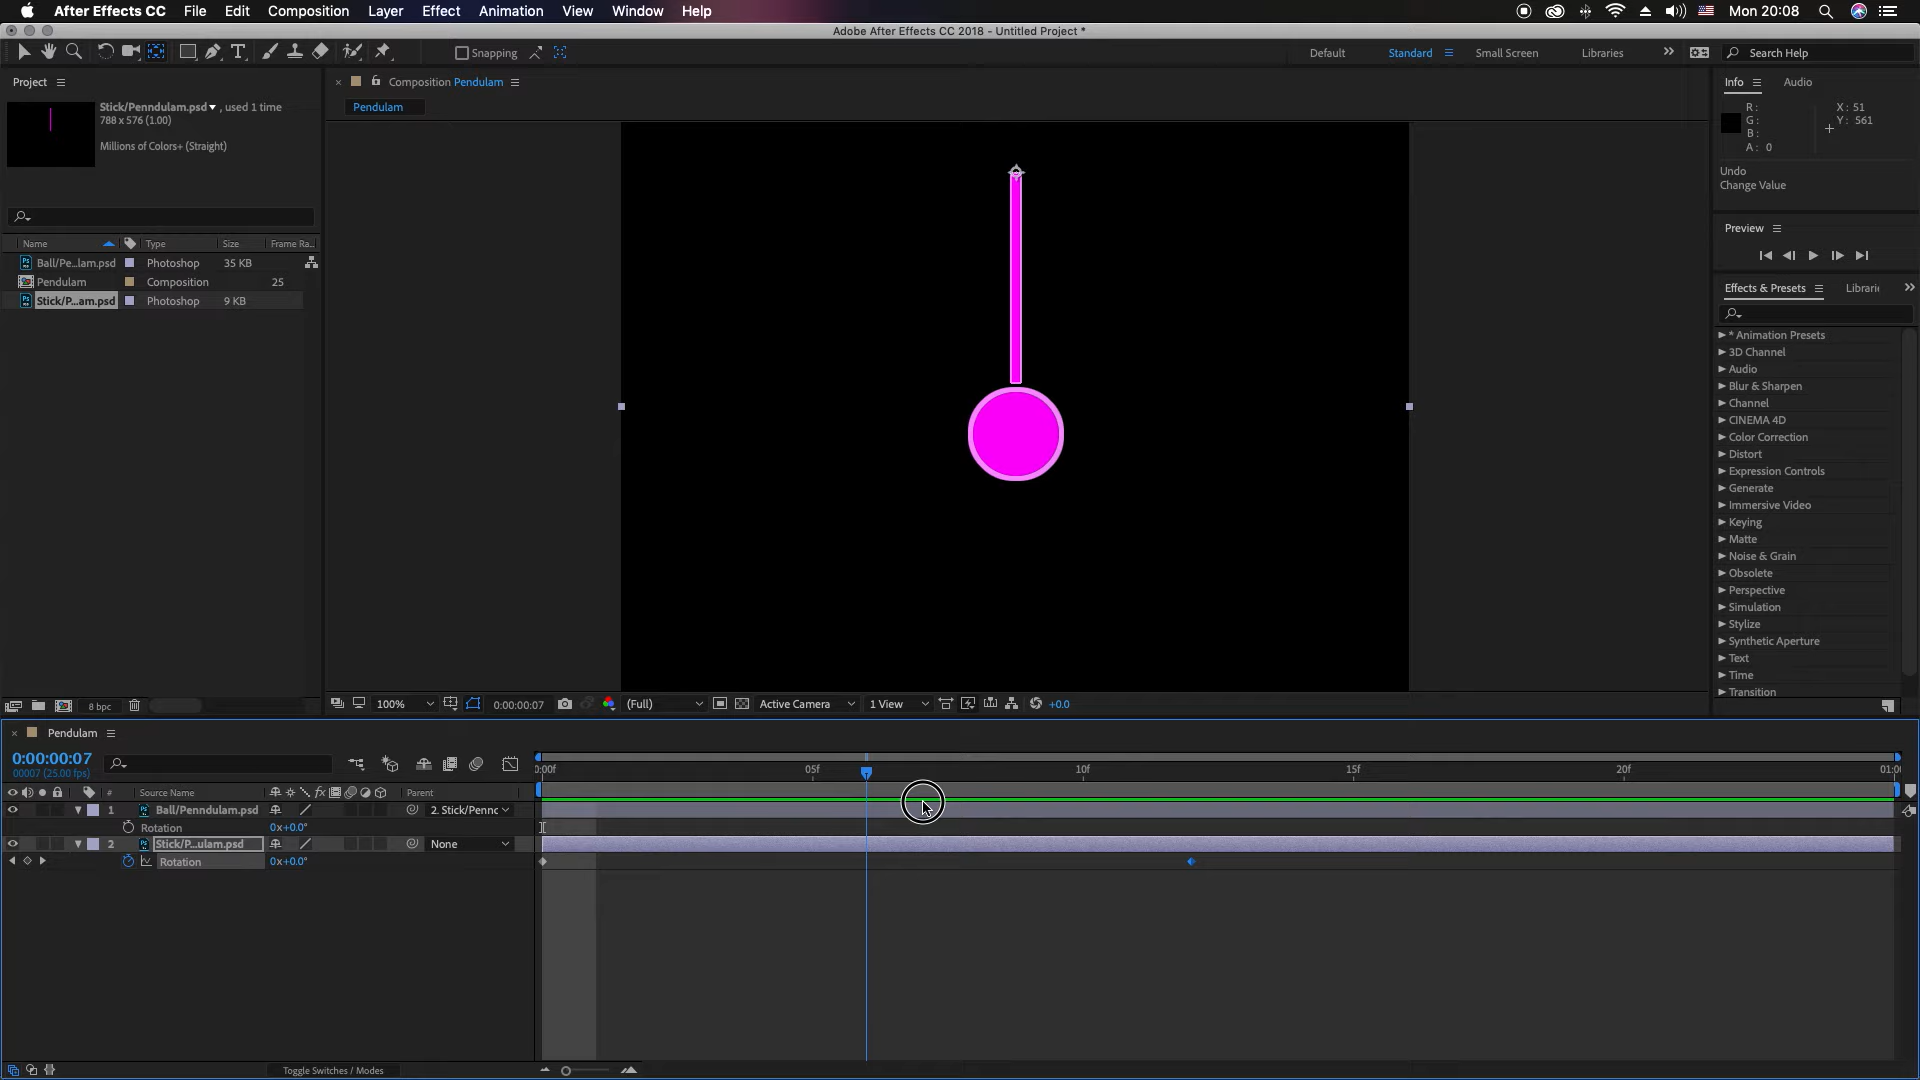 After Effects CC File Edit Composition Layer Effect Animation View Window Help Mon 20:08
Adobe After Effects CC 2018 - Untitled Project *
Snapping Default Standard Small Screen Libraries Search Help
Project
Stick/Penndulam.psd , used 1 time
788 x 576 (1.00)
Millions of Colors+ (Straight)
Name Type Size Frame Ra...
Ball/Pe...lam.psd Photoshop 35 KB
Pendulam Composition 25
Stick/P...am.psd Photoshop 9 KB
8 bpc
Composition Pendulam
Pendulam
100% 0:00:00:07 (Full) Active Camera 1 View +0.0
Info Audio
R: X: 51
G: Y: 561
B:
A: 0
Undo
Change Value
Preview
Effects & Presets Librari
* Animation Presets
3D Channel
Audio
Blur & Sharpen
Channel
CINEMA 4D
Color Correction
Distort
Expression Controls
Generate
Immersive Video
Keying
Matte
Noise & Grain
Obsolete
Perspective
Simulation
Stylize
Synthetic Aperture
Text
Time
Transition
Pendulam
0:00:00:07
00007 (25.00 fps)
# Source Name Parent
0:00f 05f 10f 15f 20f 01:0
1 Ball/Penndulam.psd 2. Stick/Pennc
Rotation 0x+0.0°
2 Stick/P...ulam.psd None
Rotation 0x+0.0°
Toggle Switches / Modes